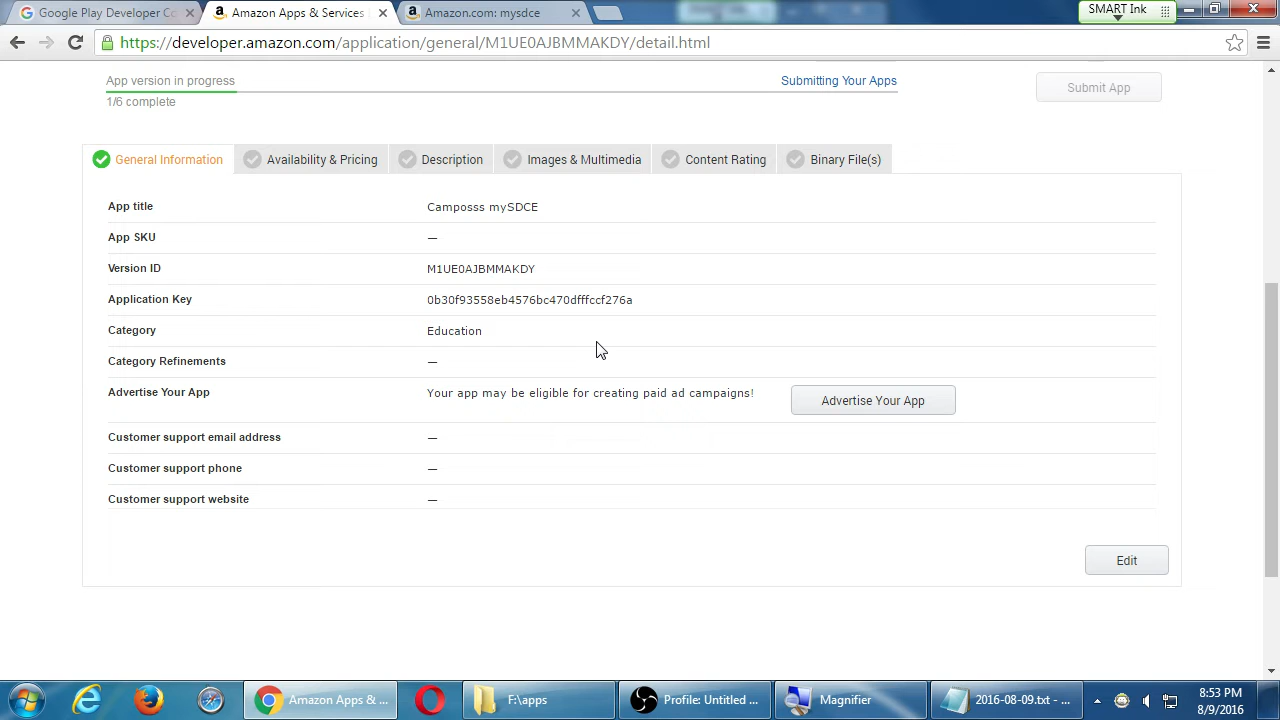 Google Play Developer Co
Amazon Apps & Services
Amazon.com: mysdce
SMART Ink
https://developer.amazon.com/application/general/M1UE0AJBMMAKDY/detail.html
App version in progress
Submitting Your Apps
Submit App
1/6 complete
General Information
Availability & Pricing
Description
Images & Multimedia
Content Rating
Binary File(s)
App title
Camposss mySDCE
App SKU
—
Version ID
M1UE0AJBMMAKDY
Application Key
0b30f93558eb4576bc470dfffccf276a
Category
Education
Category Refinements
—
Advertise Your App
Your app may be eligible for creating paid ad campaigns!
Advertise Your App
Customer support email address
—
Customer support phone
—
Customer support website
—
Edit
Amazon Apps & ...
F:\apps
Profile: Untitled ...
Magnifier
2016-08-09.txt - ...
8:53 PM
8/9/2016